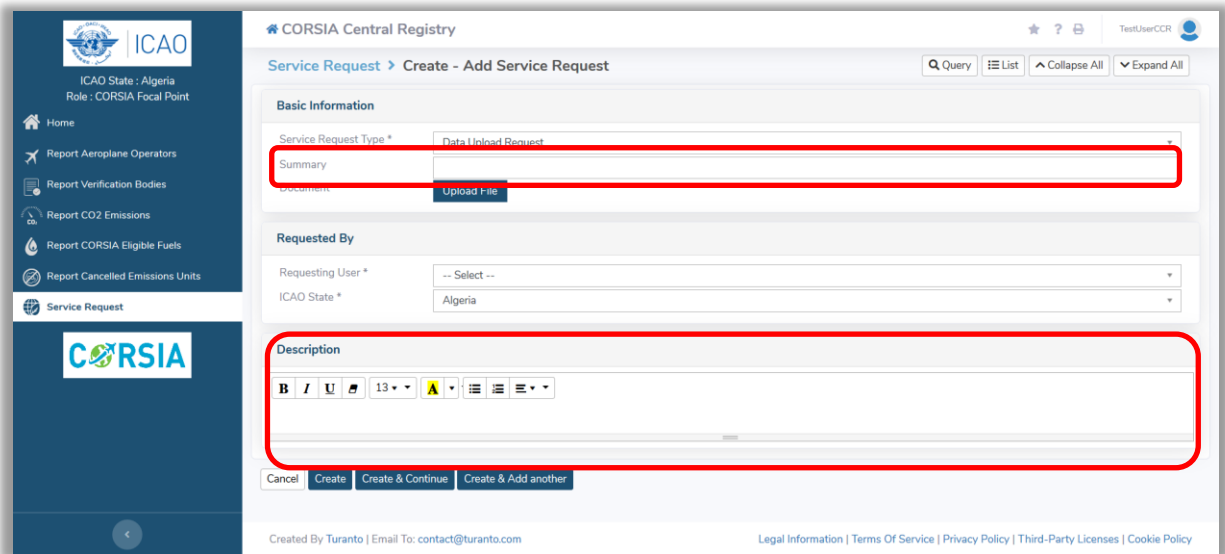 ICAO
ICAO State : Algeria
Role : CORSIA Focal Point
Home
Report Aeroplane Operators
Report Verification Bodies
Report CO2 Emissions
Report CORSIA Eligible Fuels
Report Cancelled Emissions Units
Service Request
CORSIA
CORSIA Central Registry
TestUserCCR
Service Request > Create - Add Service Request
Query List Collapse All Expand All
Basic Information
Service Request Type * Data Upload Request
Summary
Document Upload File
Requested By
Requesting User * -- Select --
ICAO State * Algeria
Description
B I U 13 A
Cancel Create Create & Continue Create & Add another
Created By Turanto | Email To: contact@turanto.com Legal Information | Terms Of Service | Privacy Policy | Third-Party Licenses | Cookie Policy